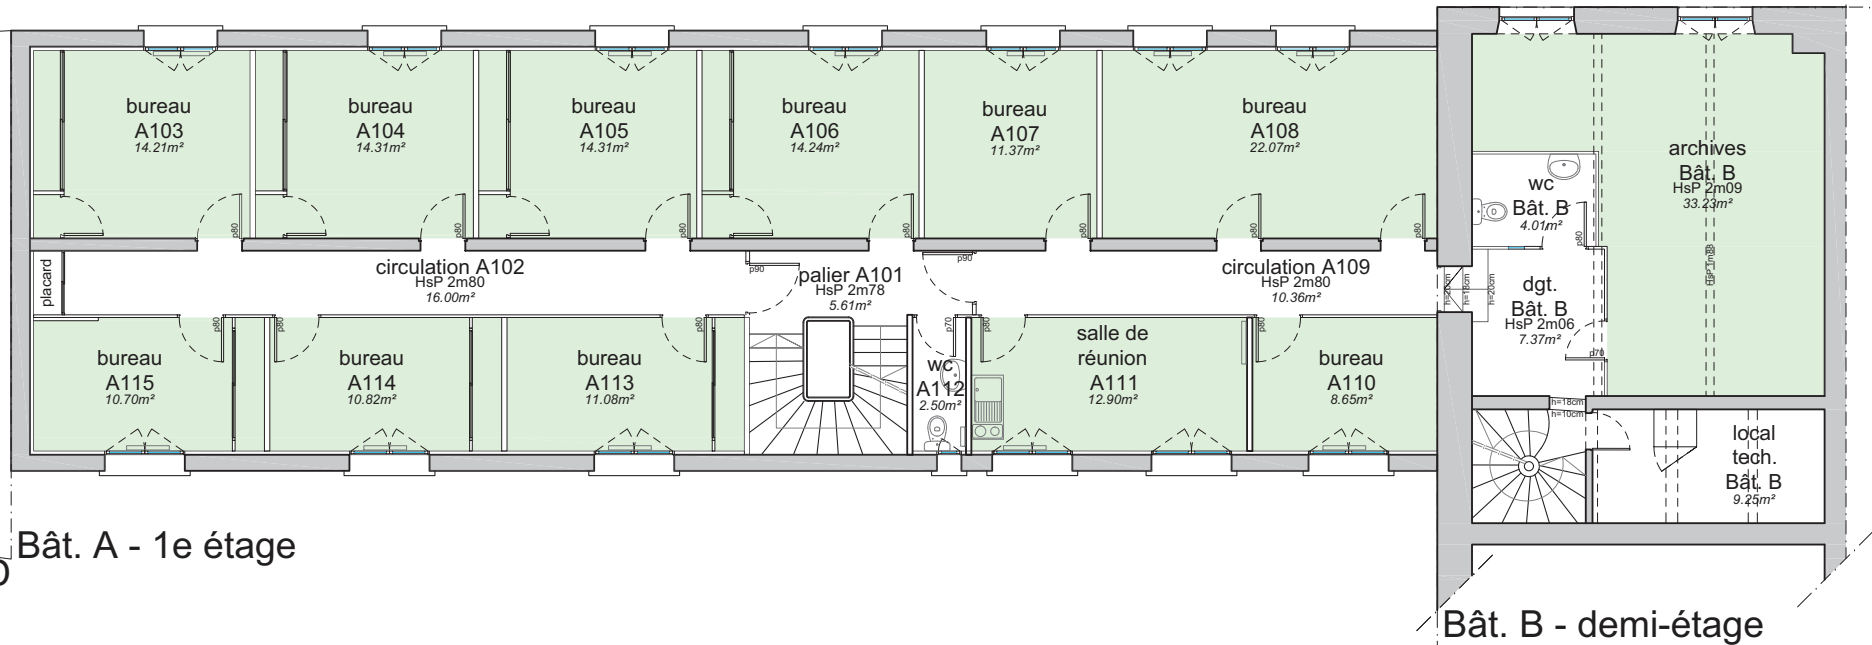 bureau
A103
14.21m²
bureau
A104
14.31m²
bureau
A105
14.31m²
bureau
A106
14.24m²
bureau
A107
11.37m²
bureau
A108
22.07m²
archives
Bât. B
HsP 2m09
33.23m²
wc
Bât. B
4.01m²
p80
p80
p80
p80
p80
p80
p80
p80
placard
circulation A102
HsP 2m80
16.00m²
p90
palier A101
HsP 2m78
5.61m²
p90
circulation A109
HsP 2m80
10.36m²
h=20cm
h=18cm
h=20cm
dgt.
Bât. B
HsP 2m06
7.37m²
p70
p80
p80
p80
p70
p80
p80
bureau
A115
10.70m²
bureau
A114
10.82m²
bureau
A113
11.08m²
wc
A112
2.50m²
salle de
réunion
A111
12.90m²
bureau
A110
8.65m²
h=18cm
h=10cm
local
tech.
Bât. B
9.25m²
Bât. A - 1e étage
Bât. B - demi-étage